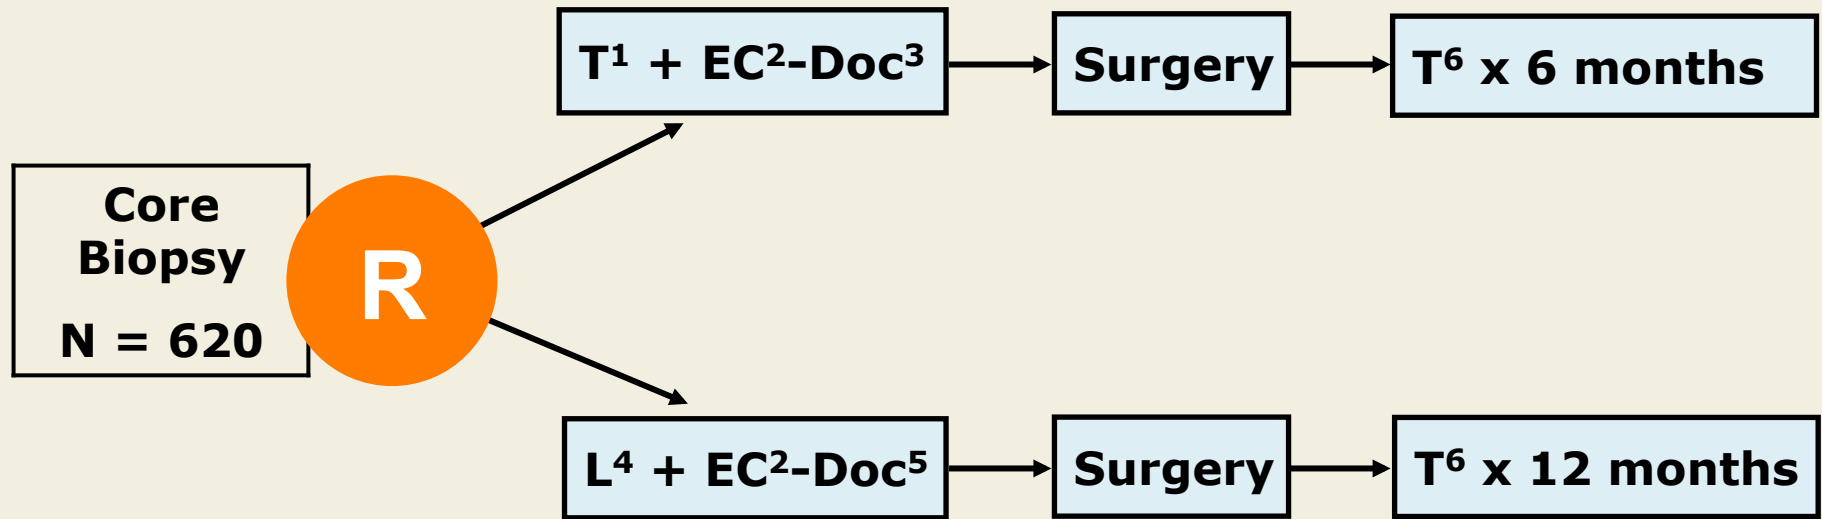 T¹ + EC²–Doc³
Surgery
T⁶ x 6 months
Core
Biopsy
N = 620
R
L⁴ + EC²–Doc⁵
Surgery
T⁶ x 12 months